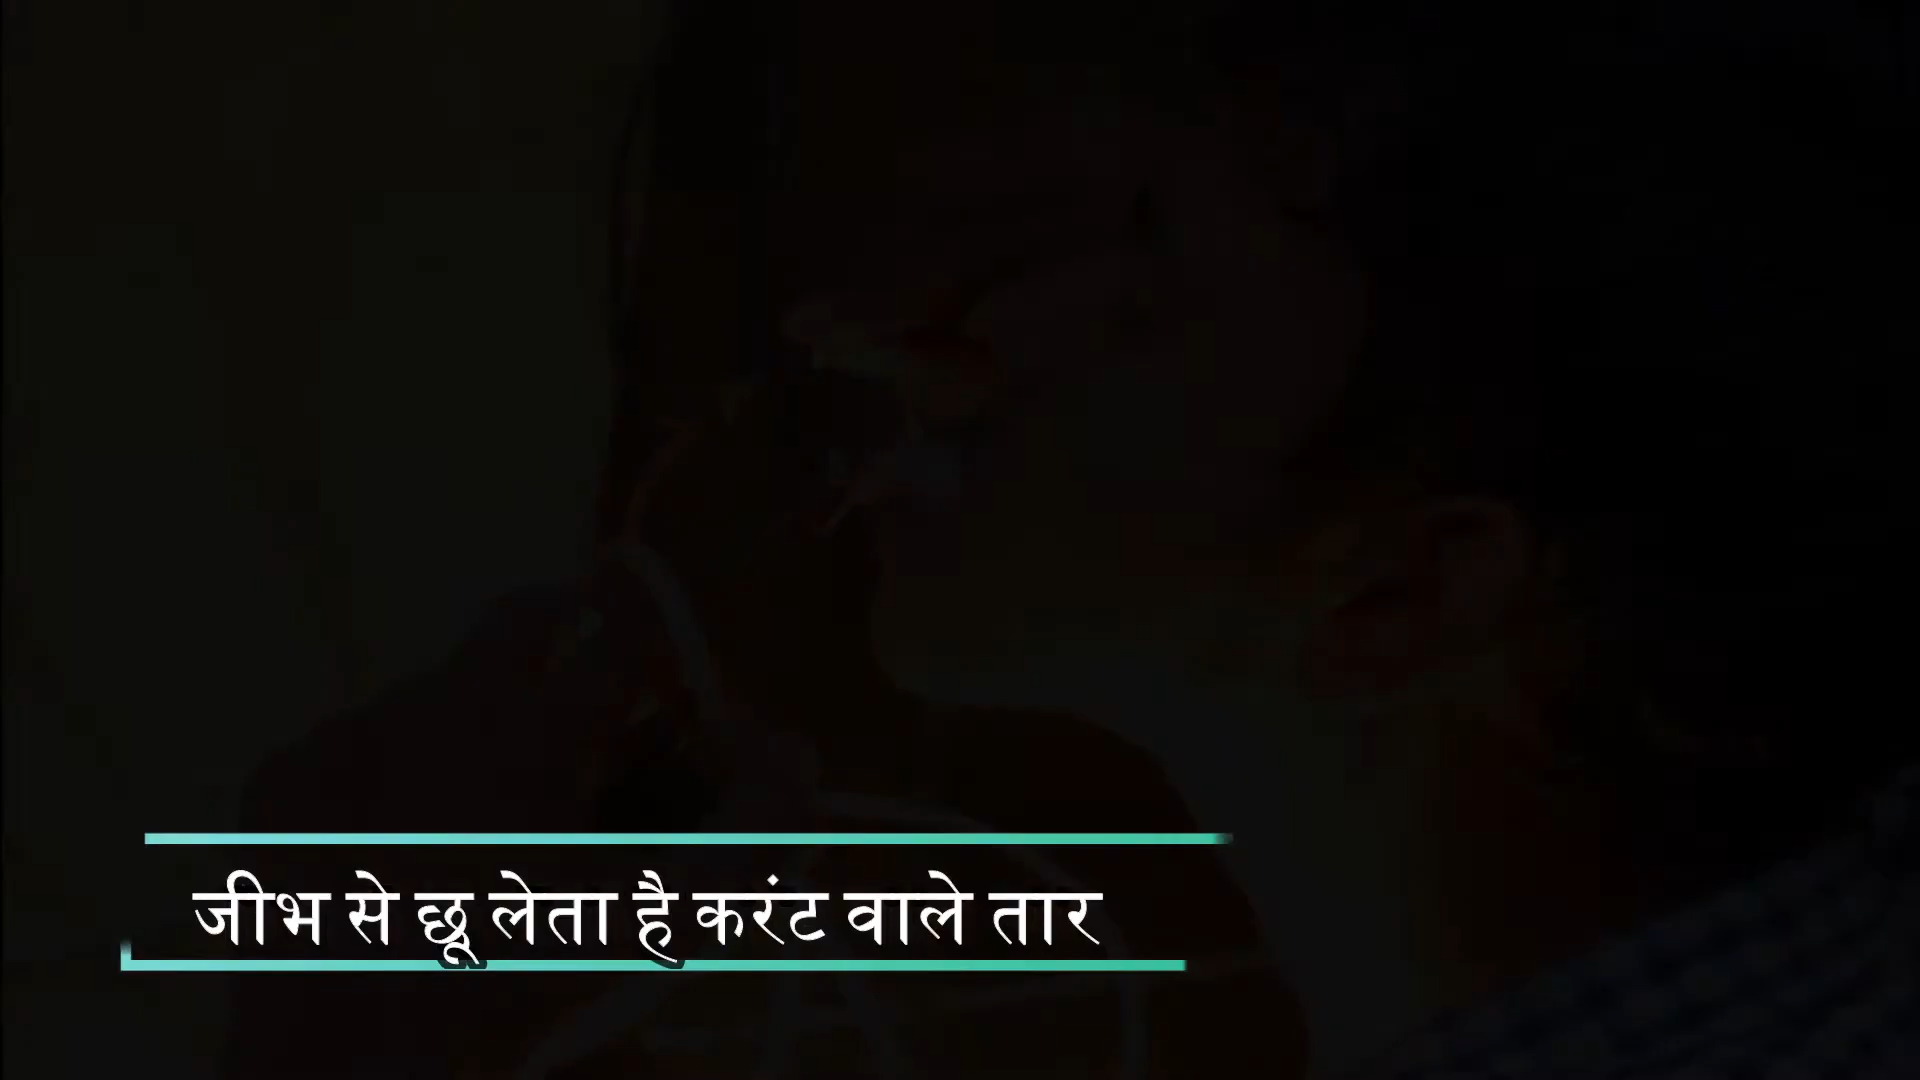 जीभ से छू लेता है करंट वाले तार